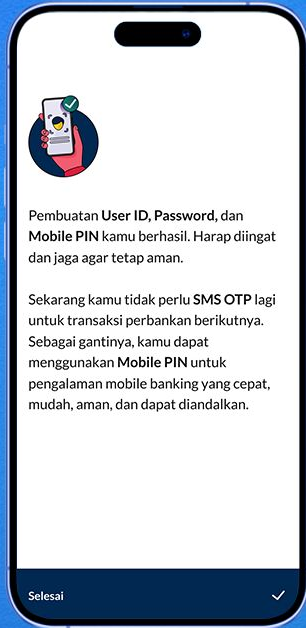 Pembuatan User ID, Password, dan
Mobile PIN kamu berhasil. Harap diingat
dan jaga agar tetap aman.
Sekarang kamu tidak perlu SMS OTP lagi
untuk transaksi perbankan berikutnya.
Sebagai gantinya, kamu dapat
menggunakan Mobile PIN untuk
pengalaman mobile banking yang cepat,
mudah, aman, dan dapat diandalkan.
Selesai